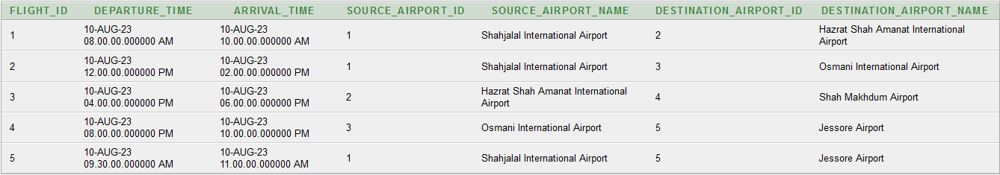 FLIGHT_ID DEPARTURE_TIME ARRIVAL_TIME SOURCE_AIRPORT_ID SOURCE_AIRPORT_NAME DESTINATION_AIRPORT_ID DESTINATION_AIRPORT_NAME
1 10-AUG-23 08.00.00.000000 AM 10-AUG-23 10.00.00.000000 AM 1 Shahjalal International Airport 2 Hazrat Shah Amanat International Airport
2 10-AUG-23 12.00.00.000000 PM 10-AUG-23 02.00.00.000000 PM 1 Shahjalal International Airport 3 Osmani International Airport
3 10-AUG-23 04.00.00.000000 PM 10-AUG-23 06.00.00.000000 PM 2 Hazrat Shah Amanat International Airport 4 Shah Makhdum Airport
4 10-AUG-23 08.00.00.000000 PM 10-AUG-23 10.00.00.000000 PM 3 Osmani International Airport 5 Jessore Airport
5 10-AUG-23 09.30.00.000000 AM 10-AUG-23 11.00.00.000000 AM 1 Shahjalal International Airport 5 Jessore Airport